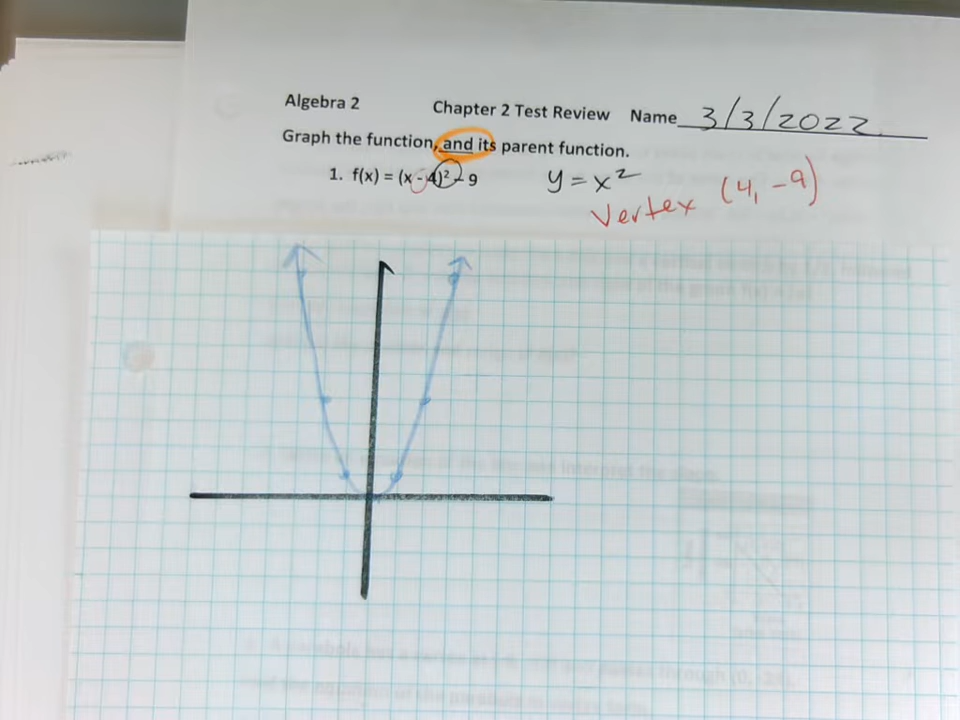 Algebra 2 Chapter 2 Test Review Name 3/3/2022
Graph the function, and its parent function.
1. f(x) = (x - 4)² - 9 y = x²
Vertex (4, -9)